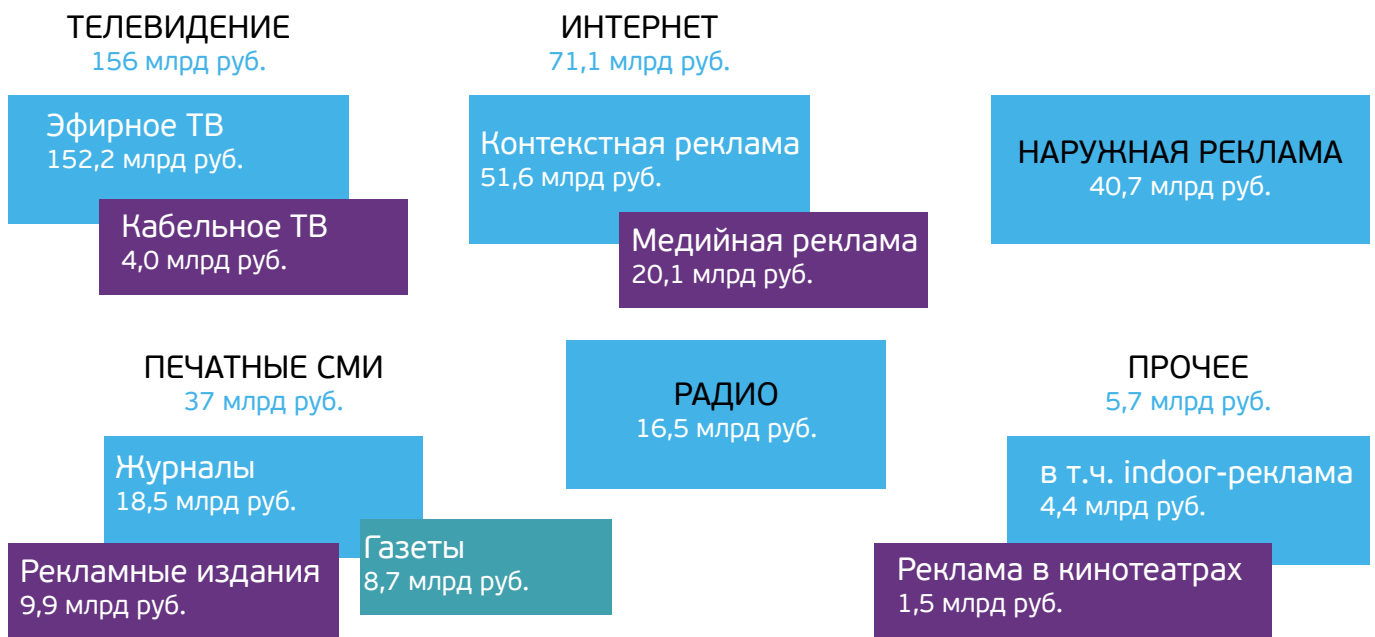 ТЕЛЕВИДЕНИЕ
156 млрд руб.
Эфирное ТВ
152,2 млрд руб.
Кабельное ТВ
4,0 млрд руб.
ИНТЕРНЕТ
71,1 млрд руб.
Контекстная реклама
51,6 млрд руб.
Медийная реклама
20,1 млрд руб.
НАРУЖНАЯ РЕКЛАМА
40,7 млрд руб.
ПЕЧАТНЫЕ СМИ
37 млрд руб.
Журналы
18,5 млрд руб.
Газеты
8,7 млрд руб.
Рекламные издания
9,9 млрд руб.
РАДИО
16,5 млрд руб.
ПРОЧЕЕ
5,7 млрд руб.
в т.ч. indoor-реклама
4,4 млрд руб.
Реклама в кинотеатрах
1,5 млрд руб.